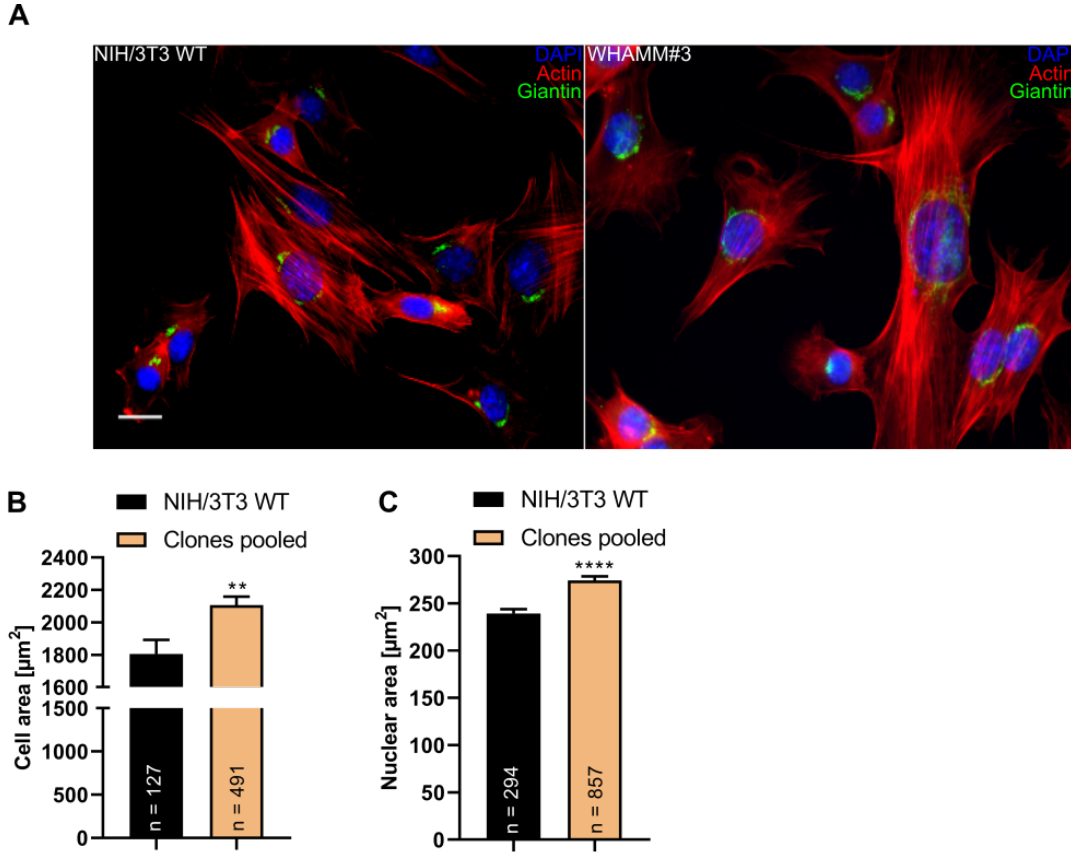 A
NIH/3T3 WT
DAPI
Actin
Giantin
WHAMM#3
DAPI
Actin
Giantin
B
NIH/3T3 WT
Clones pooled
Cell area [µm²]
2400
2200
2000
1800
1600
1500
1000
500
0
**
n = 127
n = 491
C
NIH/3T3 WT
Clones pooled
Nuclear area [µm²]
300
250
200
150
100
50
0
****
n = 294
n = 857